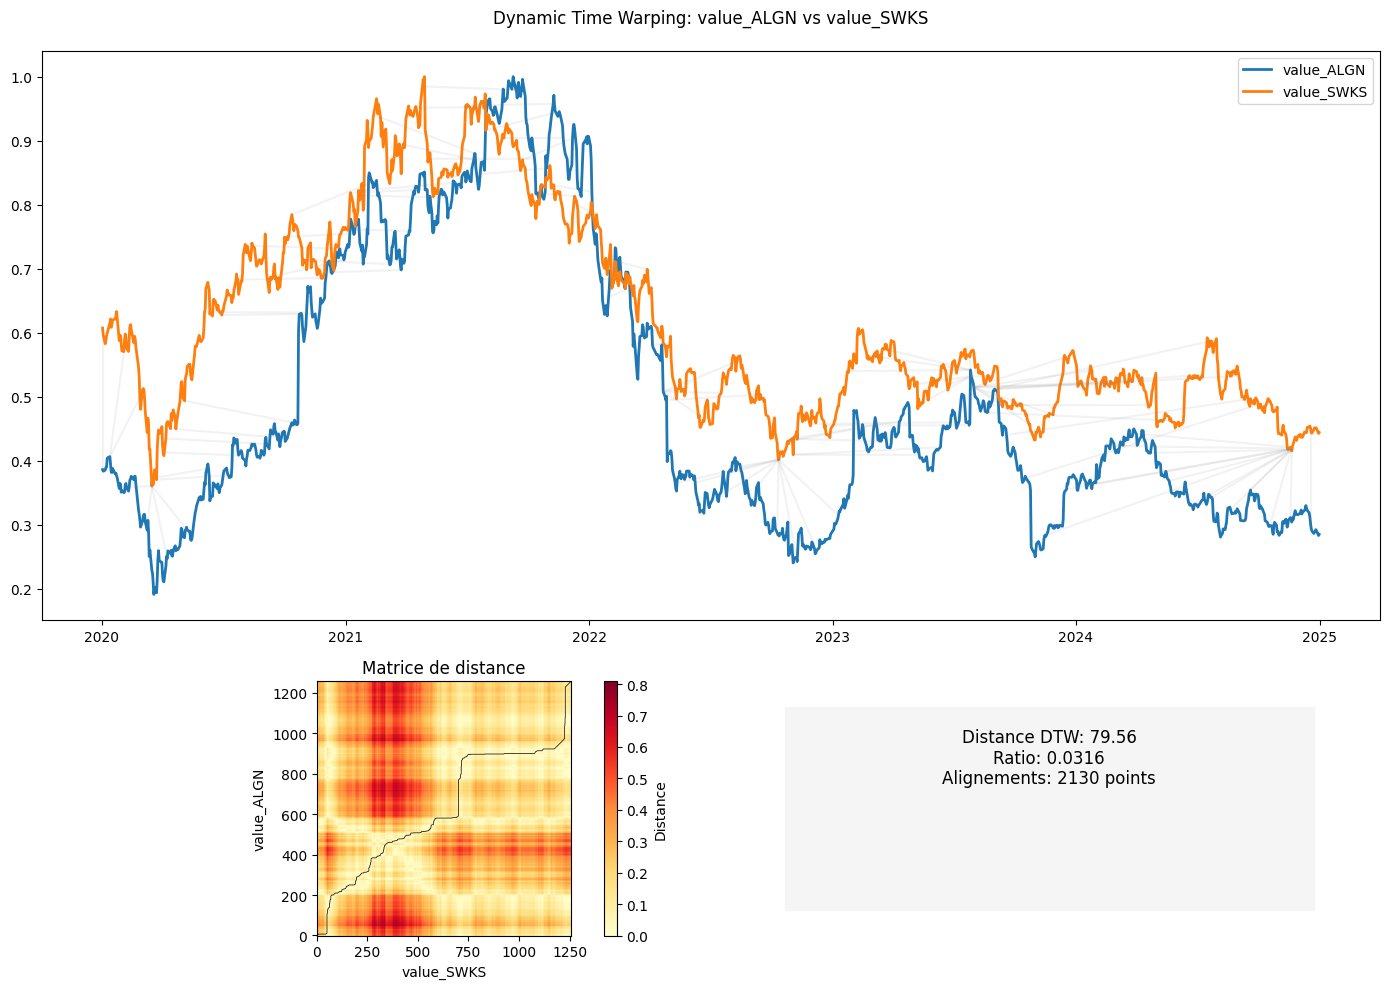 Dynamic Time Warping: value_ALGN vs value_SWKS
value_ALGN
value_SWKS
1.0
0.9
0.8
0.7
0.6
0.5
0.4
0.3
0.2
2020 2021 2022 2023 2024 2025
Matrice de distance
value_ALGN
1200
1000
800
600
400
200
0
0 250 500 750 1000 1250
value_SWKS
0.8
0.7
0.6
0.5
0.4
0.3
0.2
0.1
0.0
Distance
Distance DTW: 79.56
Ratio: 0.0316
Alignements: 2130 points